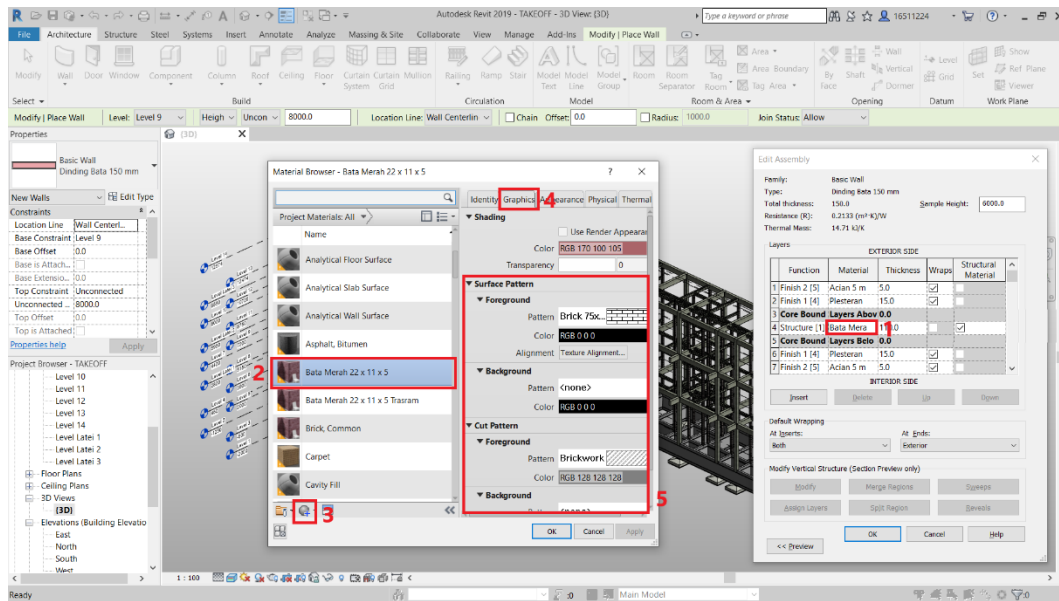 Autodesk Revit 2019 - TAKEOFF - 3D View: {3D}
Type a keyword or phrase
16511224
File Architecture Structure Steel Systems Insert Annotate Analyze Massing & Site Collaborate View Manage Add-Ins Modify | Place Wall
Modify Wall Door Window Component Column Roof Ceiling Floor Curtain System Curtain Grid Mullion Railing Ramp Stair Model Text Model Line Model Group Room Room Separator Tag Room Area Area Boundary Tag Area By Face Shaft Wall Vertical Dormer Level Grid Set Show Ref Plane Viewer
Select Build Circulation Model Room & Area Opening Datum Work Plane
Modify | Place Wall Level: Level 9 Heigh Uncon 8000.0 Location Line: Wall Centerlin Chain Offset: 0.0 Radius: 1000.0 Join Status: Allow
Properties
{3D} X
Basic Wall
Dinding Bata 150 mm
New Walls Edit Type
Constraints
Location Line Wall Centerl...
Base Constraint Level 9
Base Offset 0.0
Base is Attach...
Base Extensio... 0.0
Top Constraint Unconnected
Unconnected ... 8000.0
Top Offset 0.0
Top is Attached
Properties help Apply
Project Browser - TAKEOFF
Level 10
Level 11
Level 12
Level 13
Level 14
Level Latei 1
Level Latei 2
Level Latei 3
Floor Plans
Ceiling Plans
3D Views
{3D}
Elevations (Building Elevatio
East
North
South
West
Material Browser - Bata Merah 22 x 11 x 5 ? X
Project Materials: All
Name
Analytical Floor Surface
Analytical Slab Surface
Analytical Wall Surface
Asphalt, Bitumen
2 Bata Merah 22 x 11 x 5
Bata Merah 22 x 11 x 5 Trasram
Brick, Common
Carpet
Cavity Fill
3
Identity Graphics Appearance Physical Thermal
4
Shading
Use Render Appearan
Color RGB 170 100 105
Transparency 0
Surface Pattern
Foreground
Pattern Brick 75x...
Color RGB 0 0 0
Alignment Texture Alignment...
Background
Pattern <none>
Color RGB 0 0 0
Cut Pattern
Foreground
Pattern Brickwork
Color RGB 128 128 128
Background
5
OK Cancel Apply
Edit Assembly X
Family: Basic Wall
Type: Dinding Bata 150 mm
Total thickness: 150.0 Sample Height: 6000.0
Resistance (R): 0.2133 (m²·K)/W
Thermal Mass: 14.71 kJ/K
Layers
EXTERIOR SIDE
Function Material Thickness Wraps Structural Material
1 Finish 2 [5] Acian 5 m 5.0
2 Finish 1 [4] Plesteran 15.0
3 Core Bound Layers Abov 0.0
4 Structure [1] Bata Mera 1 110.0
5 Core Bound Layers Belo 0.0
6 Finish 1 [4] Plesteran 15.0
7 Finish 2 [5] Acian 5 m 5.0
INTERIOR SIDE
Insert Delete Up Down
Default Wrapping
At Inserts: At Ends:
Both Exterior
Modify Vertical Structure (Section Preview only)
Modify Merge Regions Sweeps
Assign Layers Split Region Reveals
OK Cancel Help
<< Preview
1 : 100
Ready :0 Main Model :0